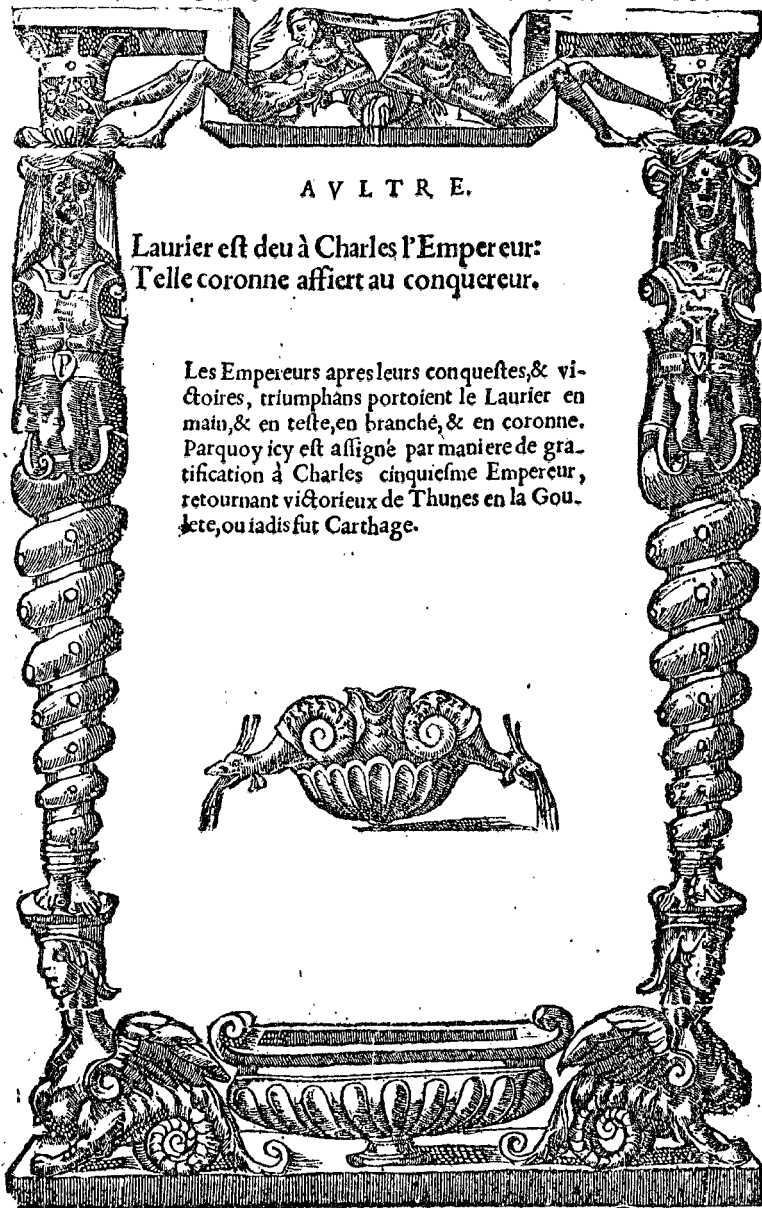 AVLTRE.
Laurier eſt deu à Charles l'Empereur:
Telle coronne affiert au conquereur.
Les Empereurs apres leurs conqueſtes,& vi-
ctoires, triumphans portoient le Laurier en
main,& en teſte,en branché,& en coronne.
Parquoy icy eſt aſſigné par maniere de gra-
tification à Charles cinquieſme Empereur,
retournant victorieux de Thunes en la Gou-
lete,ou iadis fut Carthage.
P
V